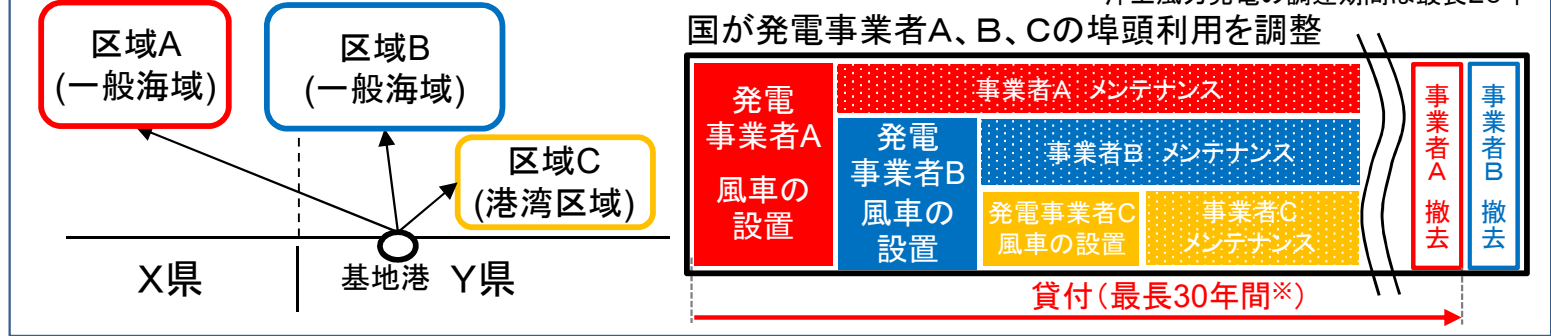 区域A
(一般海域)
区域B
(一般海域)
区域C
(港湾区域)
X県
基地港
Y県
国が発電事業者A、B、Cの埠頭利用を調整
発電
事業者A
風車の
設置
事業者A メンテナンス
発電
事業者B
風車の
設置
事業者B メンテナンス
発電事業者C
風車の設置
事業者C
メンテナンス
事業者A 撤去
事業者B 撤去
貸付(最長30年間※)